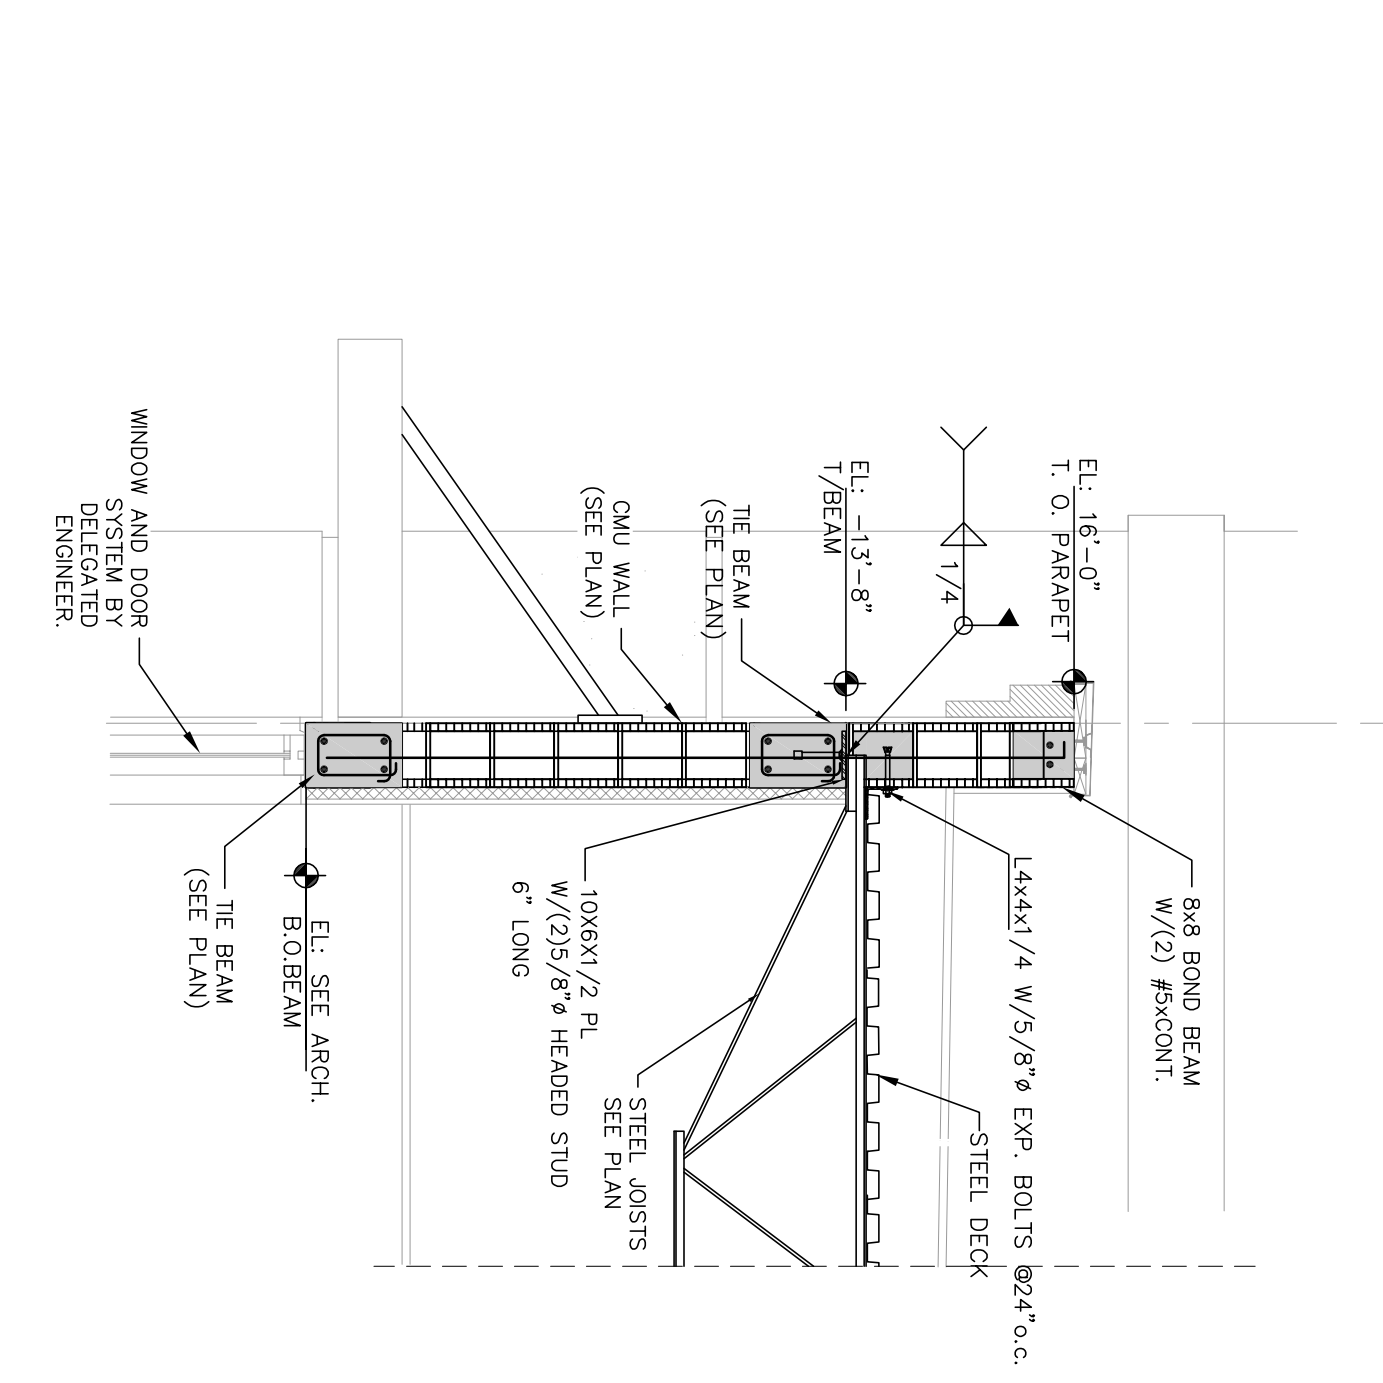 EL: 16'-0"
T. O. PARAPET
1/4
EL: -13'-8"
T/BEAM
TIE BEAM
(SEE PLAN)
CMU WALL
(SEE PLAN)
WINDOW AND DOOR
SYSTEM BY
DELEGATED
ENGINEER.
8x8 BOND BEAM
W/(2) #5xCONT.
L4x4x1/4 W/5/8"ø EXP. BOLTS @24"o.c.
STEEL DECK
STEEL JOISTS
SEE PLAN
10X6X1/2 PL
W/(2)5/8"ø HEADED STUD
6" LONG
EL: SEE ARCH.
B.O.BEAM
TIE BEAM
(SEE PLAN)